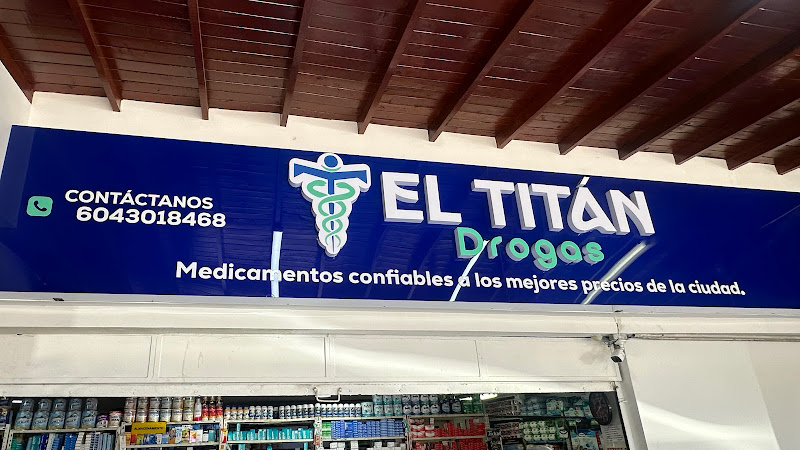 CONTÁCTANOS
6043018468
EL TITÁN
Drogas
Medicamentos confiables a los mejores precios de la ciudad.